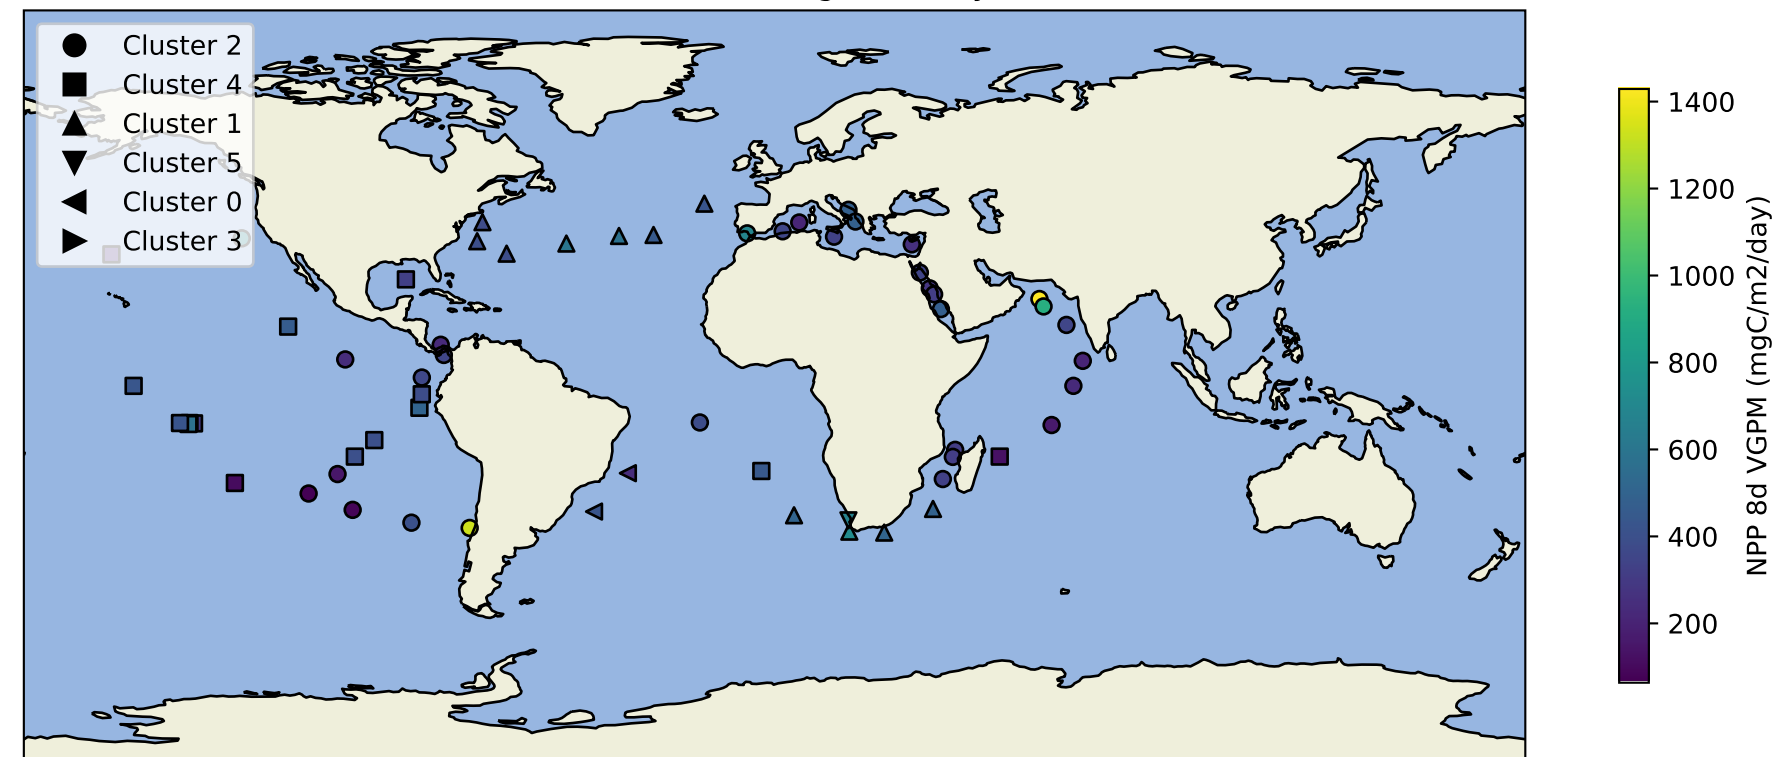 Cluster 2
Cluster 4
Cluster 1
Cluster 5
Cluster 0
Cluster 3
1400
1200
1000
800
600
400
200
NPP 8d VGPM (mgC/m2/day)